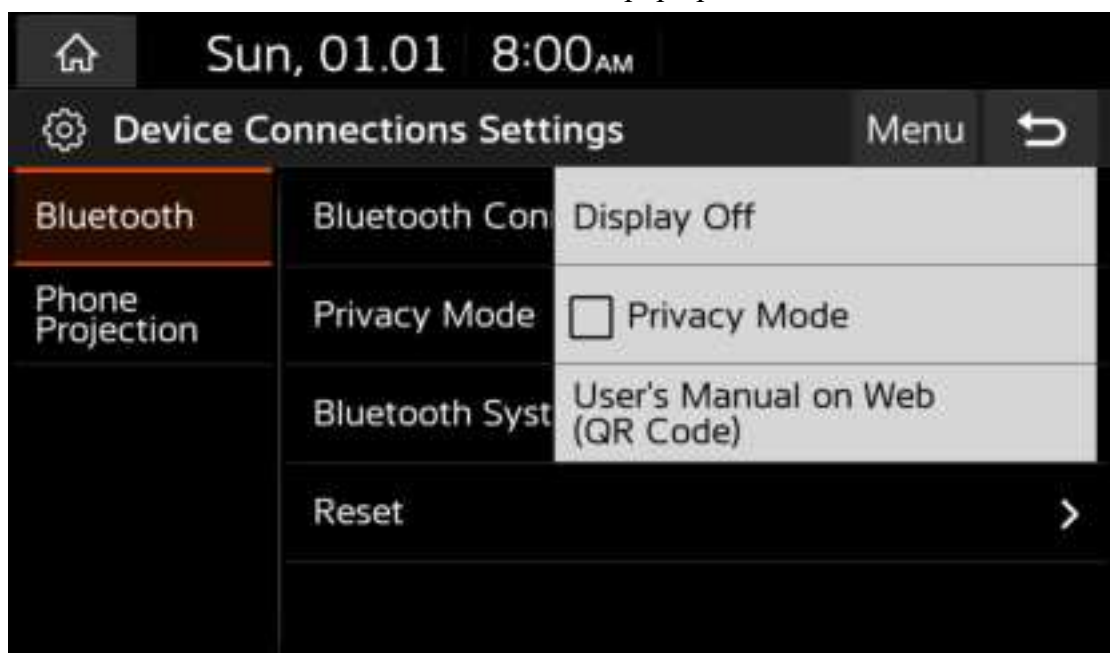 Sun, 01.01 8:00AM
Device Connections Settings Menu
Bluetooth
Phone
Projection
Bluetooth Con
Privacy Mode
Bluetooth Syst
Reset
Display Off
Privacy Mode
User's Manual on Web
(QR Code)